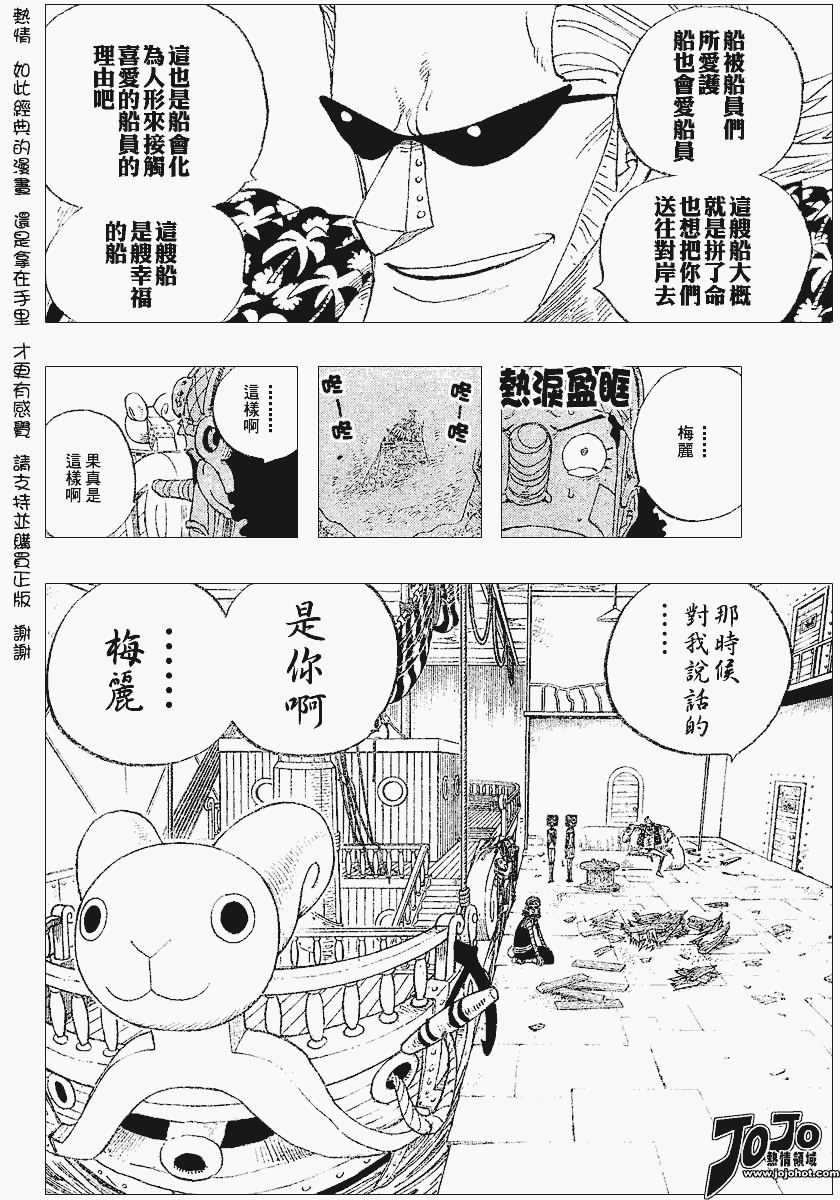 船被船員們
所愛護
船也會愛船員
這艘船大概
就是拼了命
也想把你們
送往對岸去
這也是船會化
為人形來接觸
喜愛的船員的
理由吧
這艘船
是艘幸福
的船
………
梅麗
熱淚盈眶
咚—咚
咚—咚
………
這樣啊
果真是
這樣啊
那時候
對我說話的
……
是你啊
……
梅麗
熱情 如此經典的漫畫 還是拿在手里 才更有感覺 請支持並購買正版 謝謝
JOJO
熱情領域
www.jojohot.com